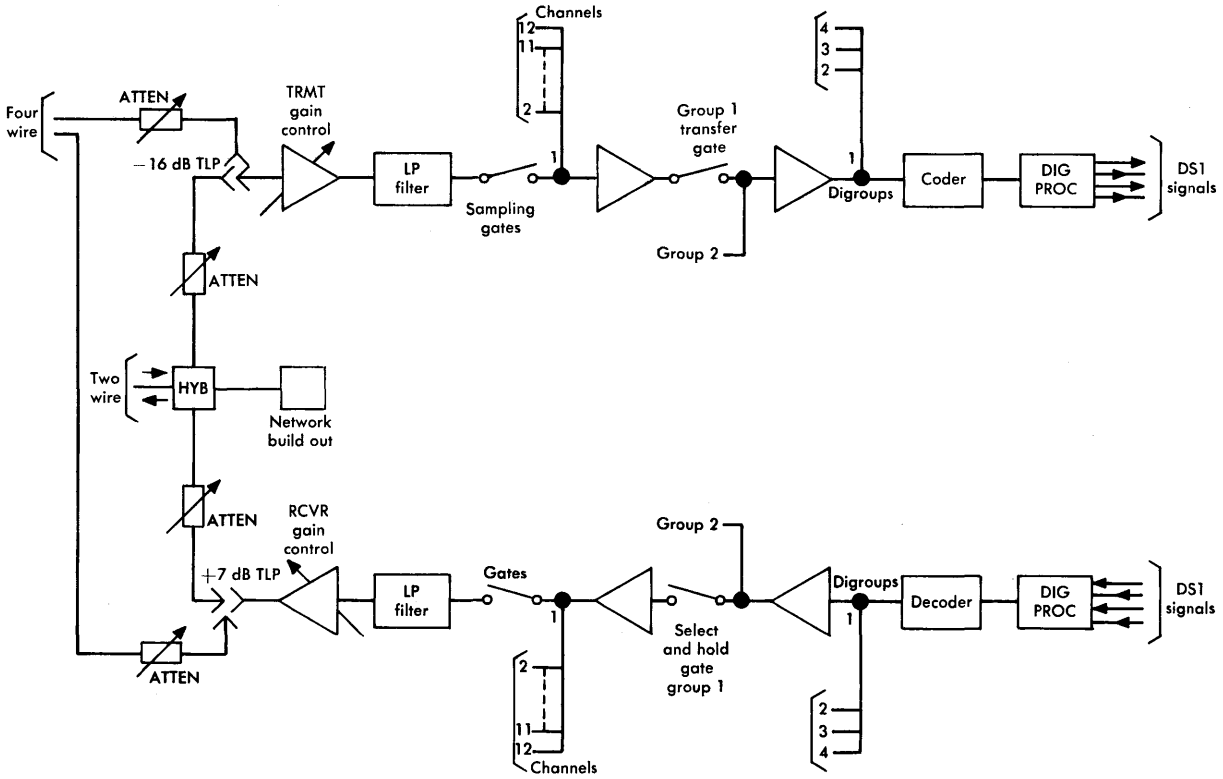 Channels
12
11
2
4
3
2
Four
wire
ATTEN
TRMT
gain
control
Group 1
transfer
gate
− 16 dB TLP
LP
filter
1
Sampling
gates
1
Digroups
Coder
DIG
PROC
DS1
signals
Group 2
ATTEN
Two
wire
HYB
Network
build out
ATTEN
RCVR
gain
control
Group 2
+7 dB TLP
LP
filter
Gates
1
Select
and hold
gate
group 1
Digroups
1
Decoder
DIG
PROC
DS1
signals
ATTEN
2
11
12
Channels
2
3
4